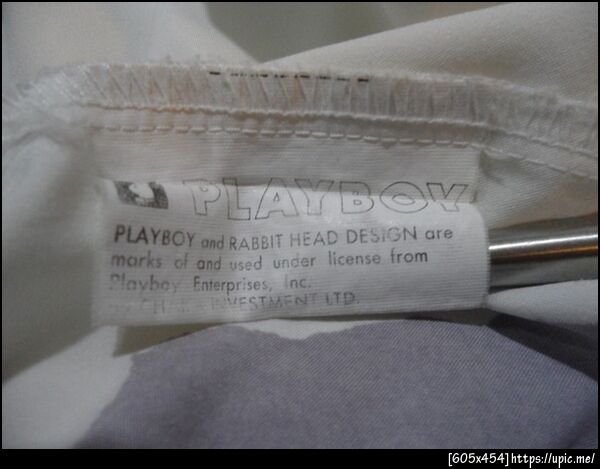 PLAYBOY
PLAYBOY and RABBIT HEAD DESIGN are
marks of and used under license from
Playboy Enterprises, Inc.
INVESTMENT LTD.
[605x454]https://upic.me/